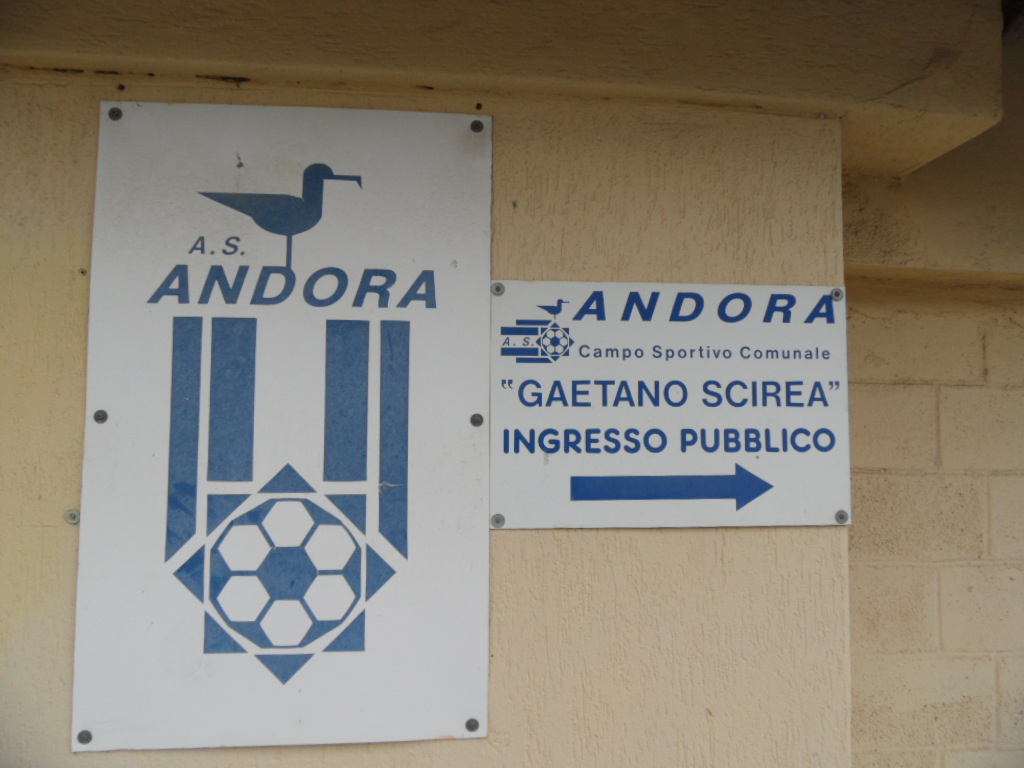 A.S.
ANDORA
ANDORA
A. S.
Campo Sportivo Comunale
"GAETANO SCIREA"
INGRESSO PUBBLICO